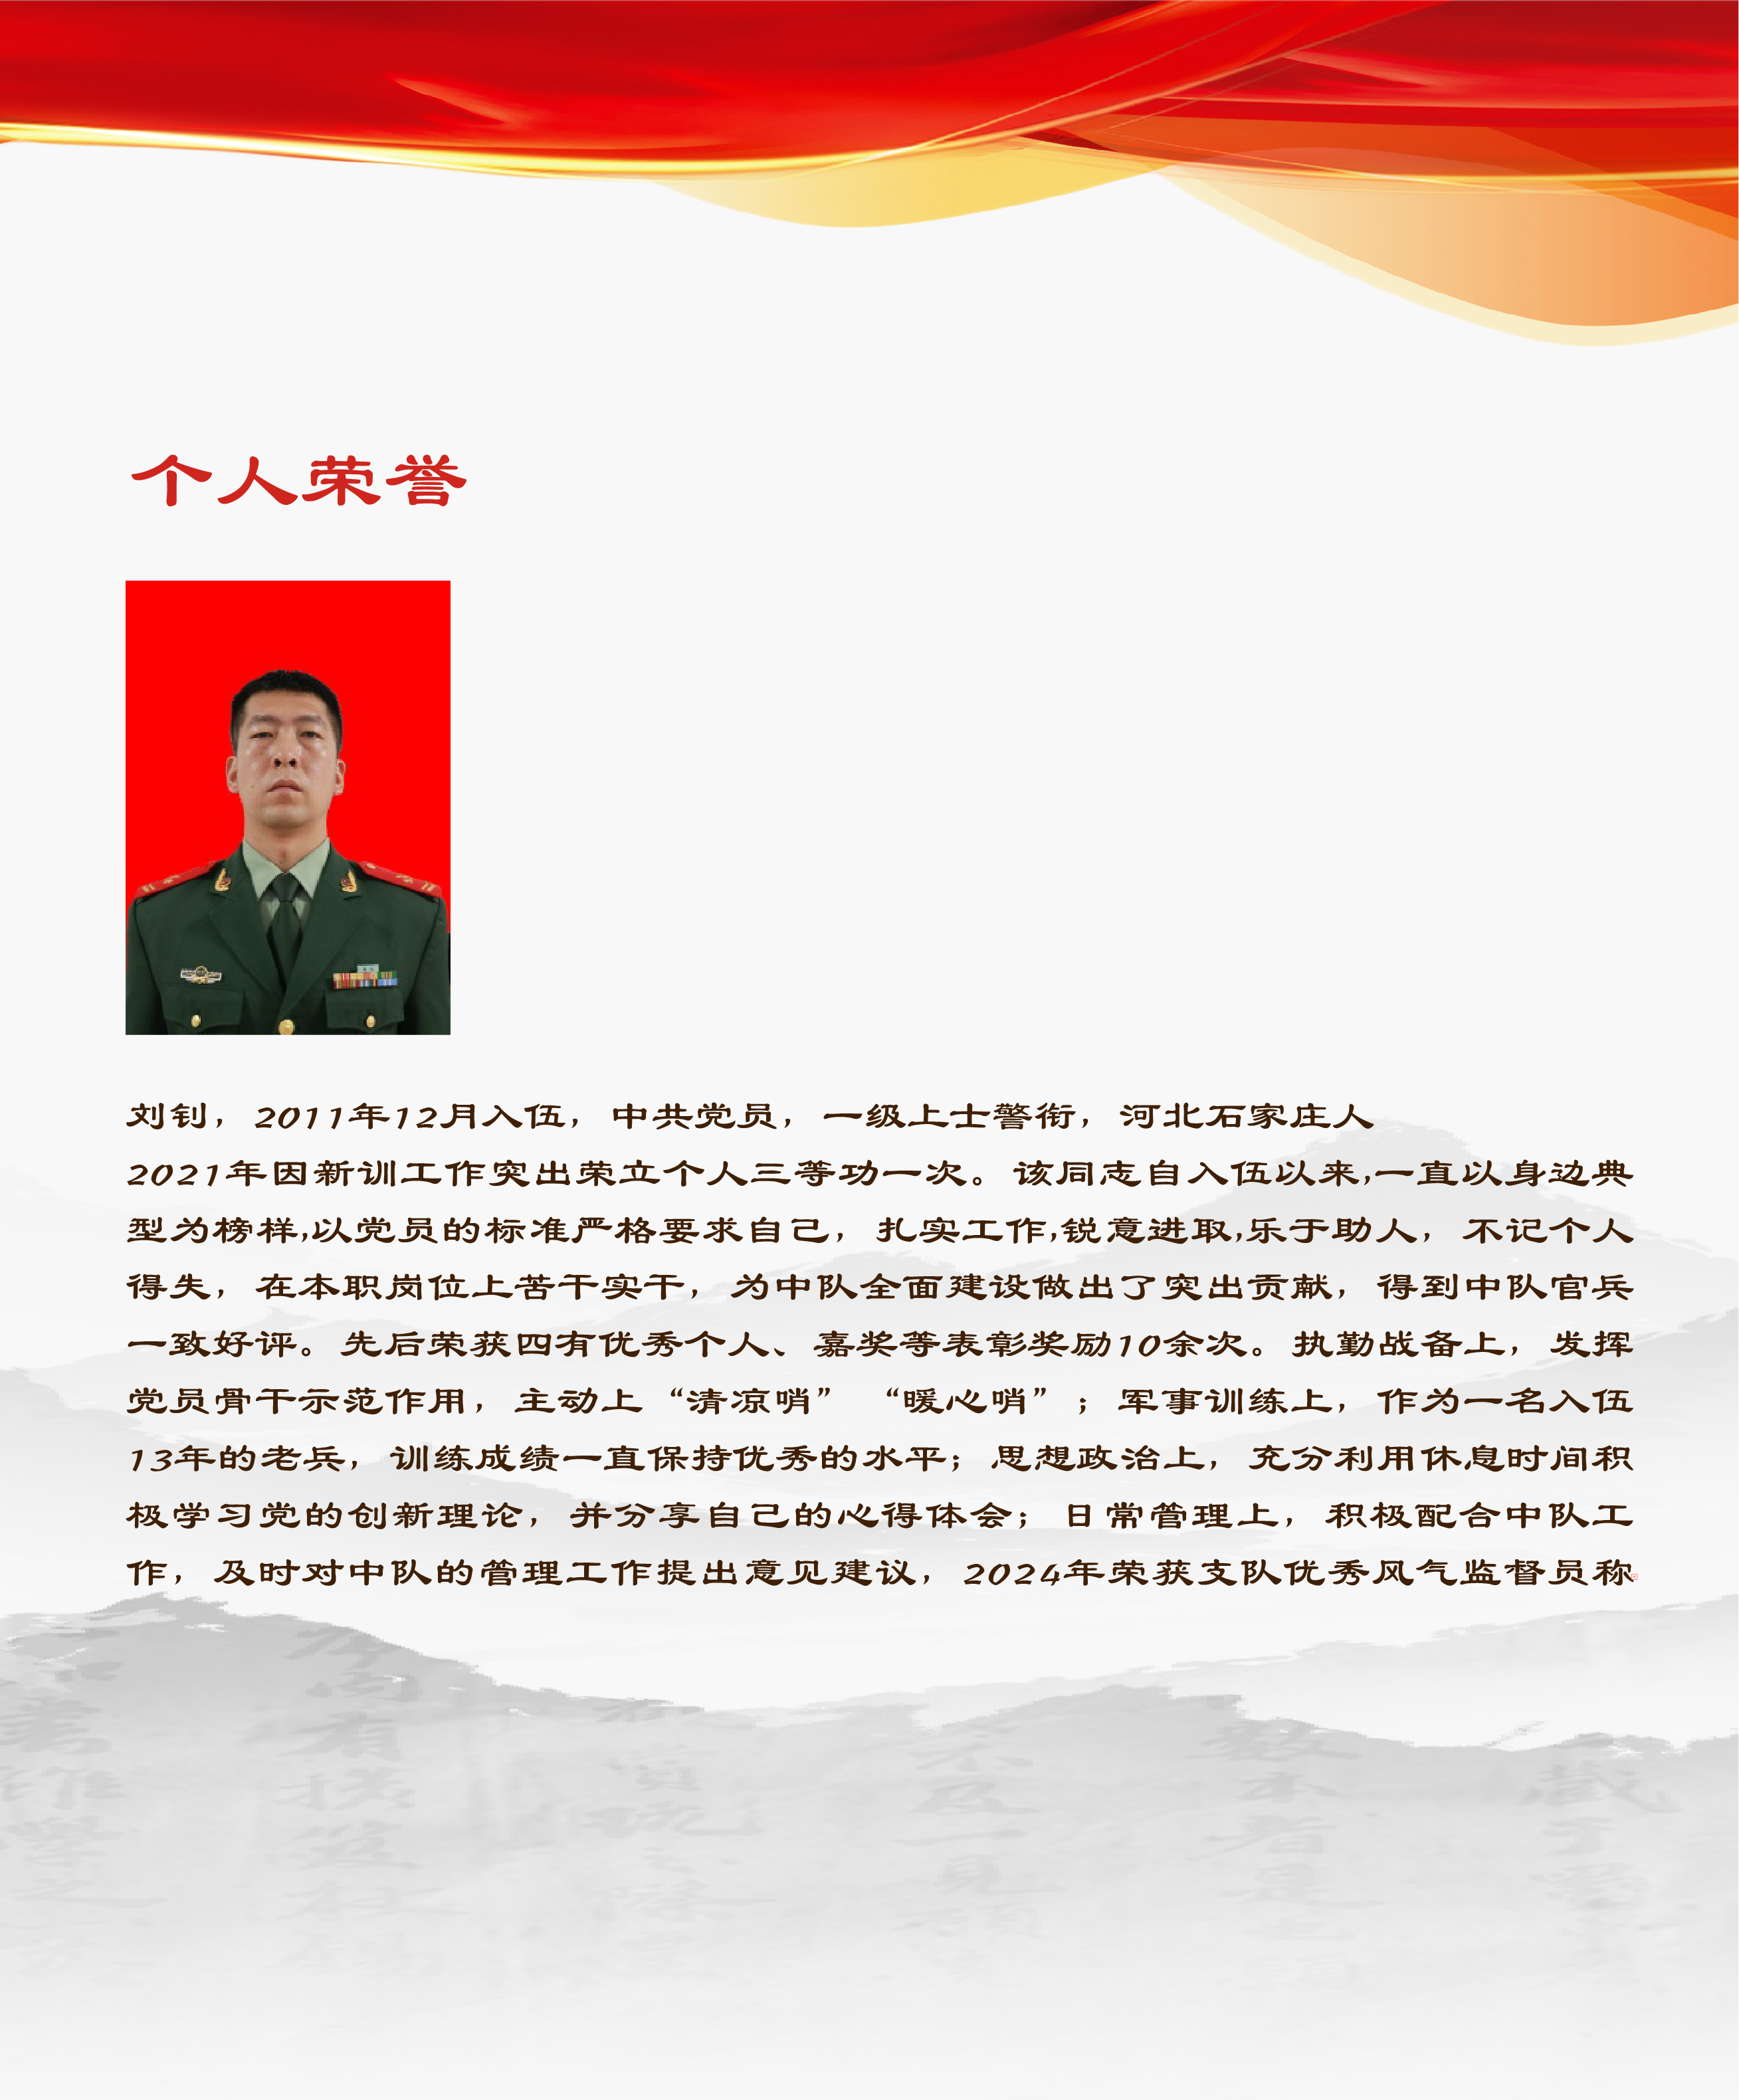 个人荣誉
刘钊，2011年12月入伍，中共党员，一级上士警衔，河北石家庄人
2021年因新训工作突出荣立个人三等功一次。该同志自入伍以来,一直以身边典
型为榜样,以党员的标准严格要求自己，扎实工作,锐意进取,乐于助人，不记个人
得失，在本职岗位上苦干实干，为中队全面建设做出了突出贡献，得到中队官兵
一致好评。先后荣获四有优秀个人、嘉奖等表彰奖励10余次。执勤战备上，发挥
党员骨干示范作用，主动上“清凉哨”“暖心哨”；军事训练上，作为一名入伍
13年的老兵，训练成绩一直保持优秀的水平；思想政治上，充分利用休息时间积
极学习党的创新理论，并分享自己的心得体会；日常管理上，积极配合中队工
作，及时对中队的管理工作提出意见建议，2024年荣获支队优秀风气监督员称